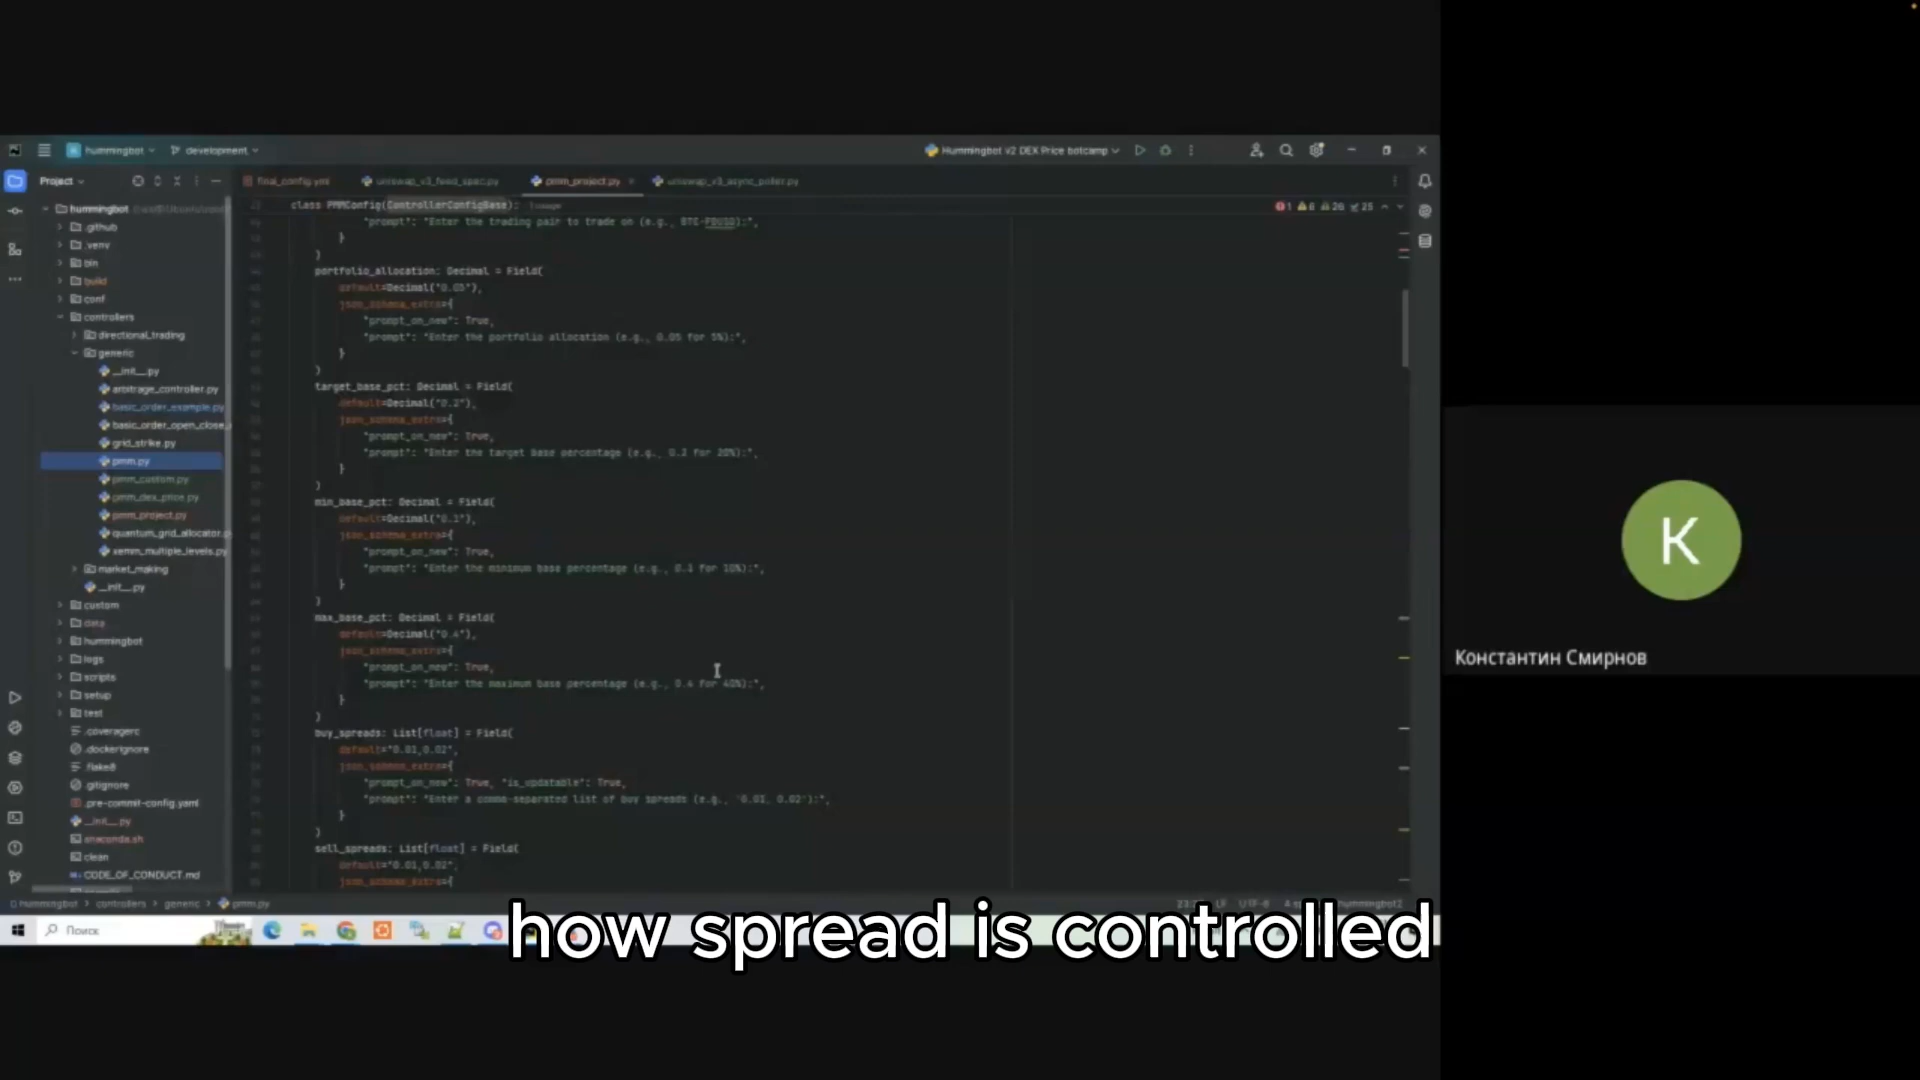 hummingbot
development
Hummingbot v2 DEX Price botcamp
Project
final_config.yml
uniswap_v3_feed_spec.py
pmm_project.py
uniswap_v3_async_poller.py
class PMMConfig(ControllerConfigBase):
"prompt": "Enter the trading pair to trade on (e.g., BTC-FDUSD):",
}
)
portfolio_allocation: Decimal = Field(
default=Decimal("0.05"),
json_schema_extra={
"prompt_on_new": True,
"prompt": "Enter the portfolio allocation (e.g., 0.05 for 5%):",
}
)
target_base_pct: Decimal = Field(
default=Decimal("0.2"),
json_schema_extra={
"prompt_on_new": True,
"prompt": "Enter the target base percentage (e.g., 0.2 for 20%):",
}
)
min_base_pct: Decimal = Field(
default=Decimal("0.1"),
json_schema_extra={
"prompt_on_new": True,
"prompt": "Enter the minimum base percentage (e.g., 0.1 for 10%):",
}
)
max_base_pct: Decimal = Field(
default=Decimal("0.4"),
json_schema_extra={
"prompt_on_new": True,
"prompt": "Enter the maximum base percentage (e.g., 0.4 for 40%):",
}
)
buy_spreads: List[float] = Field(
default="0.01,0.02",
json_schema_extra={
"prompt_on_new": True, "is_updatable": True,
"prompt": "Enter a comma-separated list of buy spreads (e.g., '0.01, 0.02'):",
}
)
sell_spreads: List[float] = Field(
default="0.01,0.02",
json_schema_extra={
hummingbot
.github
.venv
bin
build
conf
controllers
directional_trading
generic
__init__.py
arbitrage_controller.py
basic_order_example.py
basic_order_open_close_
grid_strike.py
pmm.py
pmm_custom.py
pmm_dex_price.py
pmm_project.py
quantum_grid_allocator.p
xemm_multiple_levels.py
market_making
__init__.py
custom
data
hummingbot
logs
scripts
setup
test
.coveragerc
.dockerignore
.flake8
.gitignore
.pre-commit-config.yaml
__init__.py
anaconda.sh
clean
CODE_OF_CONDUCT.md
hummingbot > controllers > generic > pmm.py
Поиск
how spread is controlled
K
Константин Смирнов